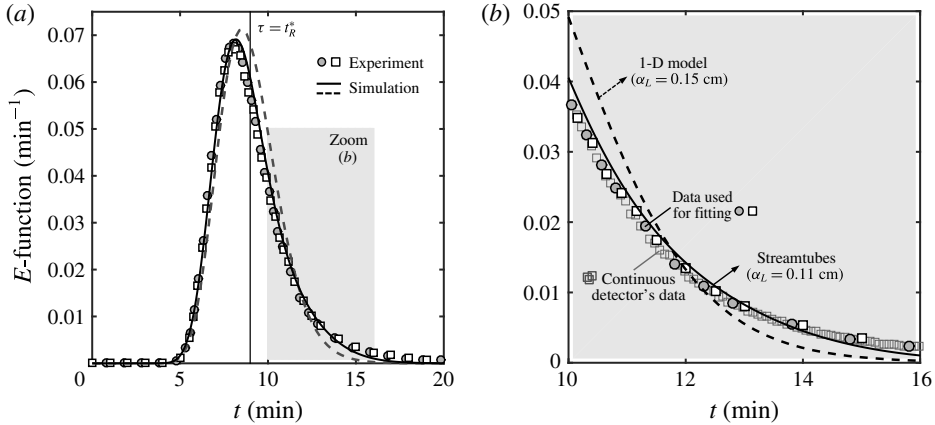 (a)
0.07
0.06
0.05
0.04
0.03
0.02
0.01
0
5
10
15
20
E-function (min−1)
t (min)
τ = t*R
Experiment
Simulation
Zoom
(b)
(b)
0.05
0.04
0.03
0.02
0.01
0
10
12
14
16
t (min)
1-D model
(αL = 0.15 cm)
Data used
for fitting
Streamtubes
(αL = 0.11 cm)
Continuous
detector's data